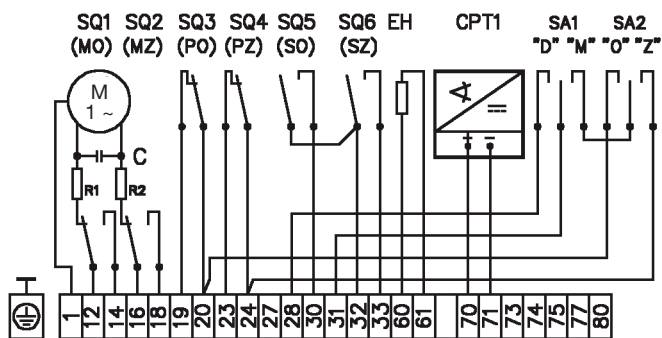 SQ1 SQ2 SQ3 SQ4 SQ5 SQ6 EH CPT1 SA1 SA2
(MO) (MZ) (PO) (PZ) (SO) (SZ) "D" "M" "O" "Z"
M
1 ~
C
R1 R2
+ −
1 12 14 16 18 19 20 23 24 27 28 30 31 32 33 60 61 70 71 73 74 75 77 80